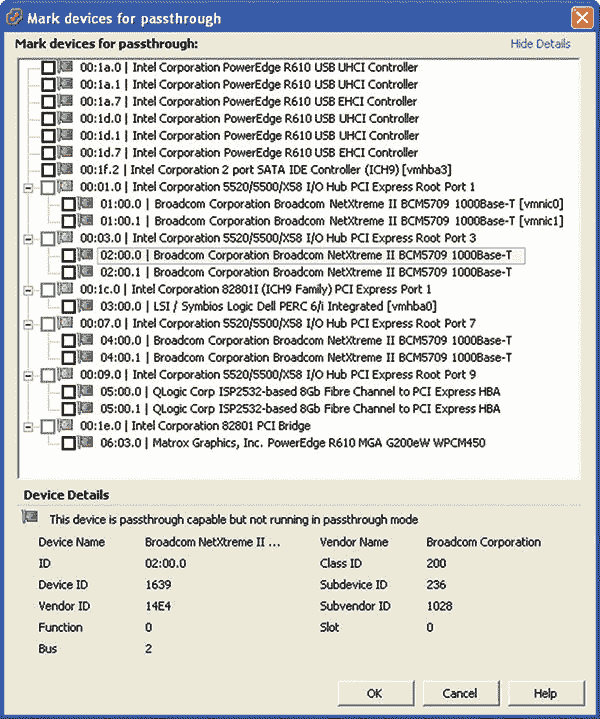 Mark devices for passthrough
Mark devices for passthrough: Hide Details
00:1a.0 | Intel Corporation PowerEdge R610 USB UHCI Controller
00:1a.1 | Intel Corporation PowerEdge R610 USB UHCI Controller
00:1a.7 | Intel Corporation PowerEdge R610 USB EHCI Controller
00:1d.0 | Intel Corporation PowerEdge R610 USB UHCI Controller
00:1d.1 | Intel Corporation PowerEdge R610 USB UHCI Controller
00:1d.7 | Intel Corporation PowerEdge R610 USB EHCI Controller
00:1f.2 | Intel Corporation 2 port SATA IDE Controller (ICH9) [vmhba3]
00:01.0 | Intel Corporation 5520/5500/X58 I/O Hub PCI Express Root Port 1
01:00.0 | Broadcom Corporation Broadcom NetXtreme II BCM5709 1000Base-T [vmnic0]
01:00.1 | Broadcom Corporation Broadcom NetXtreme II BCM5709 1000Base-T [vmnic1]
00:03.0 | Intel Corporation 5520/5500/X58 I/O Hub PCI Express Root Port 3
02:00.0 | Broadcom Corporation Broadcom NetXtreme II BCM5709 1000Base-T
02:00.1 | Broadcom Corporation Broadcom NetXtreme II BCM5709 1000Base-T
00:1c.0 | Intel Corporation 82801I (ICH9 Family) PCI Express Port 1
03:00.0 | LSI / Symbios Logic Dell PERC 6/i Integrated [vmhba0]
00:07.0 | Intel Corporation 5520/5500/X58 I/O Hub PCI Express Root Port 7
04:00.0 | Broadcom Corporation Broadcom NetXtreme II BCM5709 1000Base-T
04:00.1 | Broadcom Corporation Broadcom NetXtreme II BCM5709 1000Base-T
00:09.0 | Intel Corporation 5520/5500/X58 I/O Hub PCI Express Root Port 9
05:00.0 | QLogic Corp ISP2532-based 8Gb Fibre Channel to PCI Express HBA
05:00.1 | QLogic Corp ISP2532-based 8Gb Fibre Channel to PCI Express HBA
00:1e.0 | Intel Corporation 82801 PCI Bridge
06:03.0 | Matrox Graphics, Inc. PowerEdge R610 MGA G200eW WPCM450
Device Details
This device is passthrough capable but not running in passthrough mode
Device Name Broadcom NetXtreme II ... Vendor Name Broadcom Corporation
ID 02:00.0 Class ID 200
Device ID 1639 Subdevice ID 236
Vendor ID 14E4 Subvendor ID 1028
Function 0 Slot 0
Bus 2
OK Cancel Help